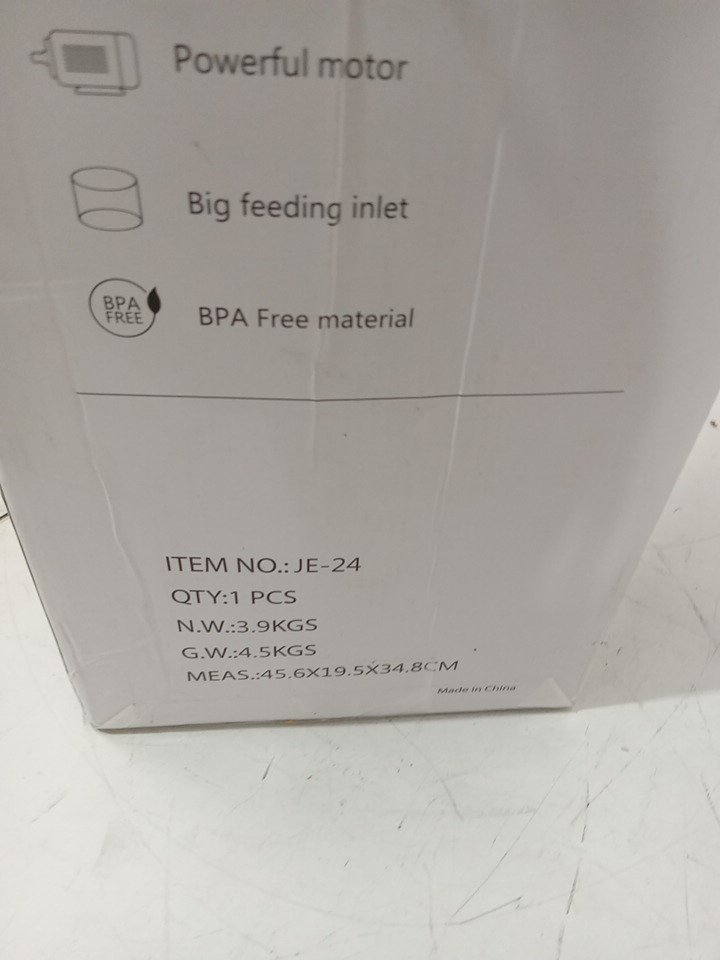 Powerful motor
Big feeding inlet
BPA
FREE
BPA Free material
ITEM NO.: JE-24
QTY:1 PCS
N.W.:3.9KGS
G.W.:4.5KGS
MEAS.:45.6X19.5X34.8CM
Made in China